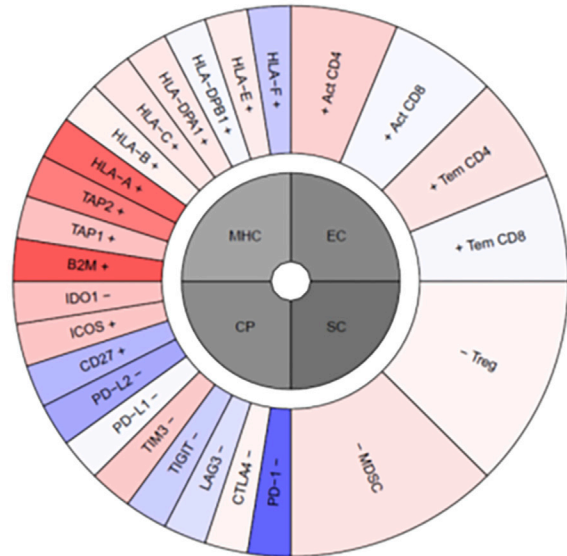 + Act CD4
+ Act CD8
+ Tem CD4
+ Tem CD8
− Treg
− MDSC
PD−1 −
CTLA4 −
LAG3 −
TIGIT −
TIM3 −
PD−L1 −
PD−L2 −
CD27 +
ICOS +
IDO1 −
B2M +
TAP1 +
TAP2 +
HLA−A +
HLA−B +
HLA−C +
HLA−DPA1 +
HLA−DPB1 +
HLA−E +
HLA−F +
MHC
EC
CP
SC